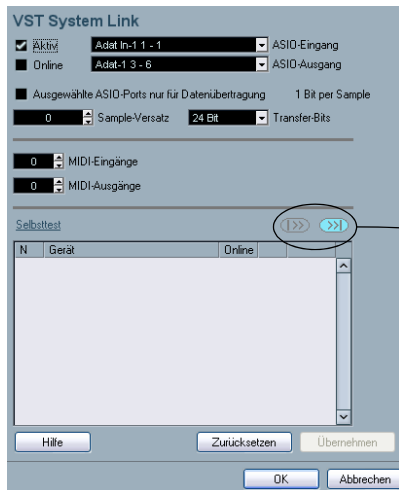 VST System Link
Aktiv Adat In-1 1 - 1 ASIO-Eingang
Online Adat-1 3 - 6 ASIO-Ausgang
Ausgewählte ASIO-Ports nur für Datenübertragung 1 Bit per Sample
0 Sample-Versatz 24 Bit Transfer-Bits
0 MIDI-Eingänge
0 MIDI-Ausgänge
Selbsttest
N Gerät Online
Hilfe Zurücksetzen Übernehmen
OK Abbrechen